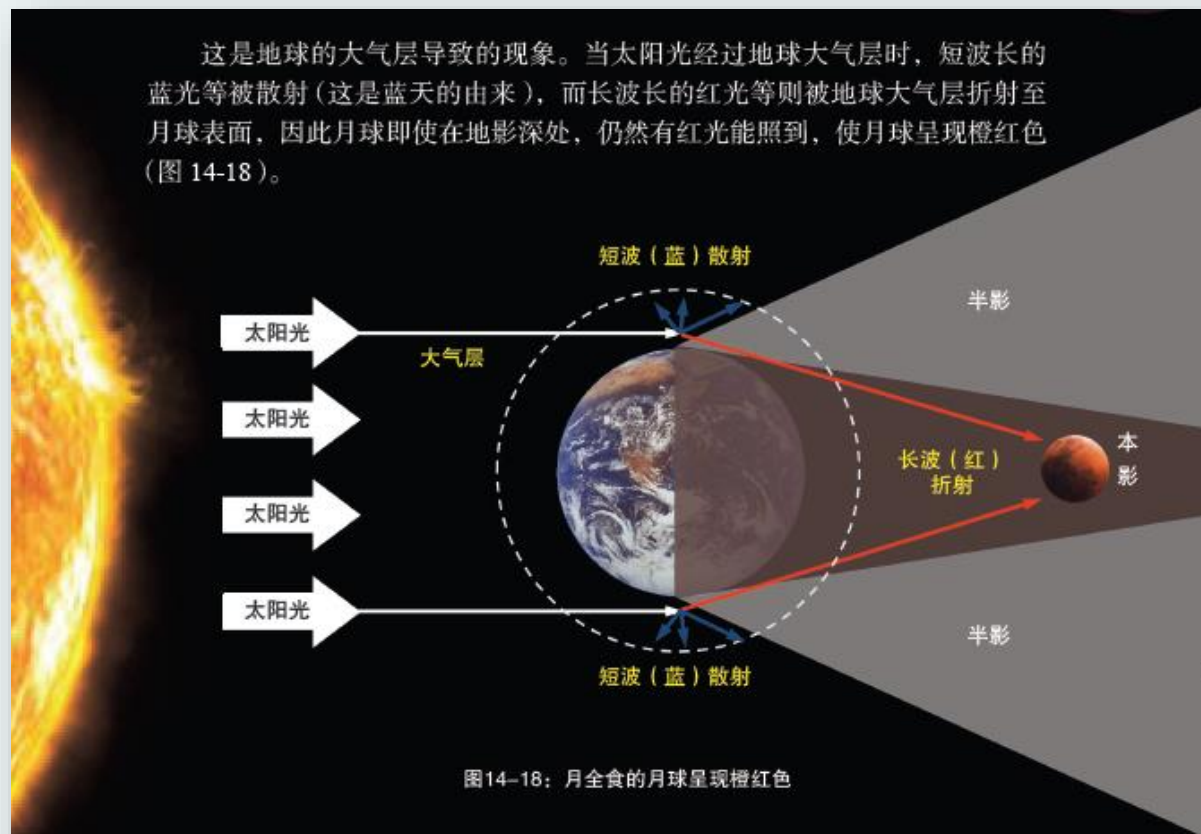 这是地球的大气层导致的现象。当太阳光经过地球大气层时，短波长的
蓝光等被散射（这是蓝天的由来），而长波长的红光等则被地球大气层折射至
月球表面，因此月球即使在地影深处，仍然有红光能照到，使月球呈现橙红色
（图 14-18）。
短波（蓝）散射
半影
太阳光
大气层
太阳光
本
影
长波（红）
折射
太阳光
太阳光
半影
短波（蓝）散射
图14-18：月全食的月球呈现橙红色